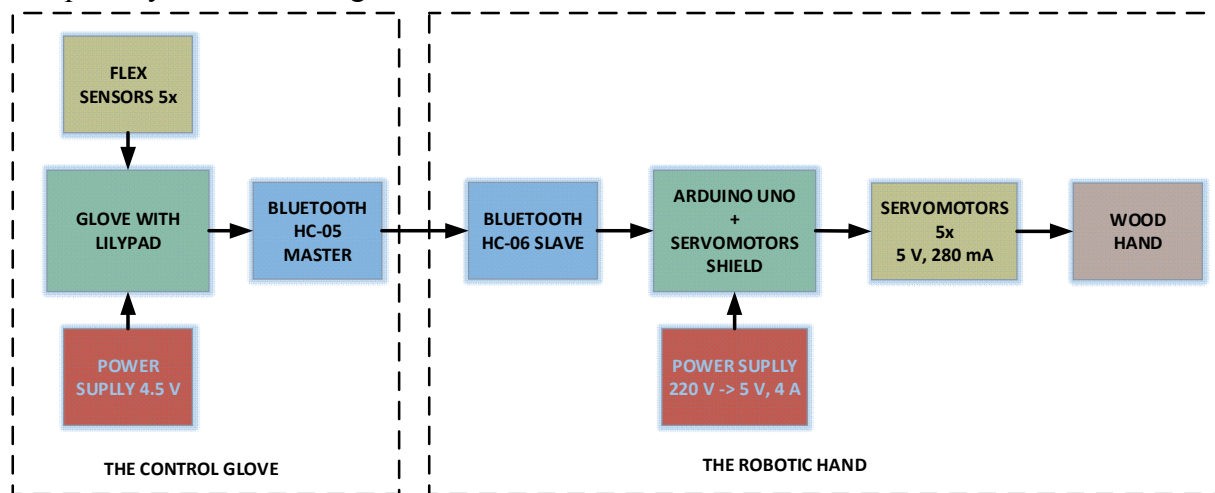 FLEX
SENSORS 5x
GLOVE WITH
LILYPAD
BLUETOOTH
HC-05
MASTER
POWER
SUPLLY 4.5 V
THE CONTROL GLOVE
BLUETOOTH
HC-06 SLAVE
ARDUINO UNO
+
SERVOMOTORS
SHIELD
SERVOMOTORS
5x
5 V, 280 mA
WOOD
HAND
POWER SUPLLY
220 V -> 5 V, 4 A
THE ROBOTIC HAND